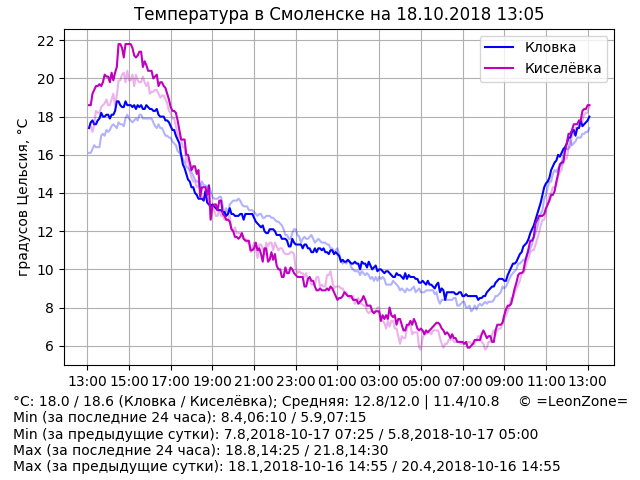 Температура в Смоленске на 18.10.2018 13:05
Кловка
Киселёвка
градусов Цельсия, °C
22
20
18
16
14
12
10
8
6
13:00 15:00 17:00 19:00 21:00 23:00 01:00 03:00 05:00 07:00 09:00 11:00 13:00
°C: 18.0 / 18.6 (Кловка / Киселёвка); Средняя: 12.8/12.0 | 11.4/10.8 © =LeonZone=
Min (за последние 24 часа): 8.4,06:10 / 5.9,07:15
Min (за предыдущие сутки): 7.8,2018-10-17 07:25 / 5.8,2018-10-17 05:00
Max (за последние 24 часа): 18.8,14:25 / 21.8,14:30
Max (за предыдущие сутки): 18.1,2018-10-16 14:55 / 20.4,2018-10-16 14:55